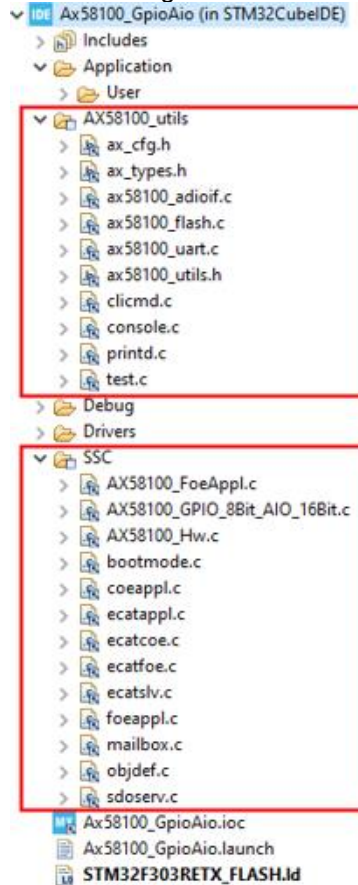 Ax58100_GpioAio (in STM32CubeIDE)
Includes
Application
User
AX58100_utils
ax_cfg.h
ax_types.h
ax58100_adioif.c
ax58100_flash.c
ax58100_uart.c
ax58100_utils.h
clicmd.c
console.c
printd.c
test.c
Debug
Drivers
SSC
AX58100_FoeAppl.c
AX58100_GPIO_8Bit_AIO_16Bit.c
AX58100_Hw.c
bootmode.c
coeappl.c
ecatappl.c
ecatcoe.c
ecatfoe.c
ecatslv.c
foeappl.c
mailbox.c
objdef.c
sdoserv.c
Ax58100_GpioAio.ioc
Ax58100_GpioAio.launch
STM32F303RETX_FLASH.ld